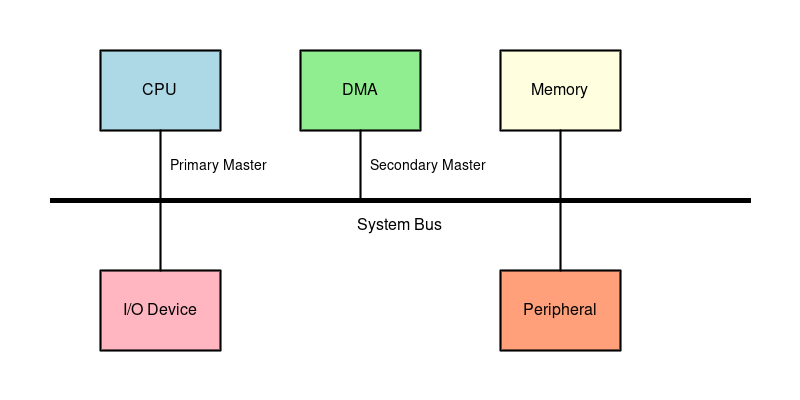 CPU
DMA
Memory
Primary Master
Secondary Master
System Bus
I/O Device
Peripheral